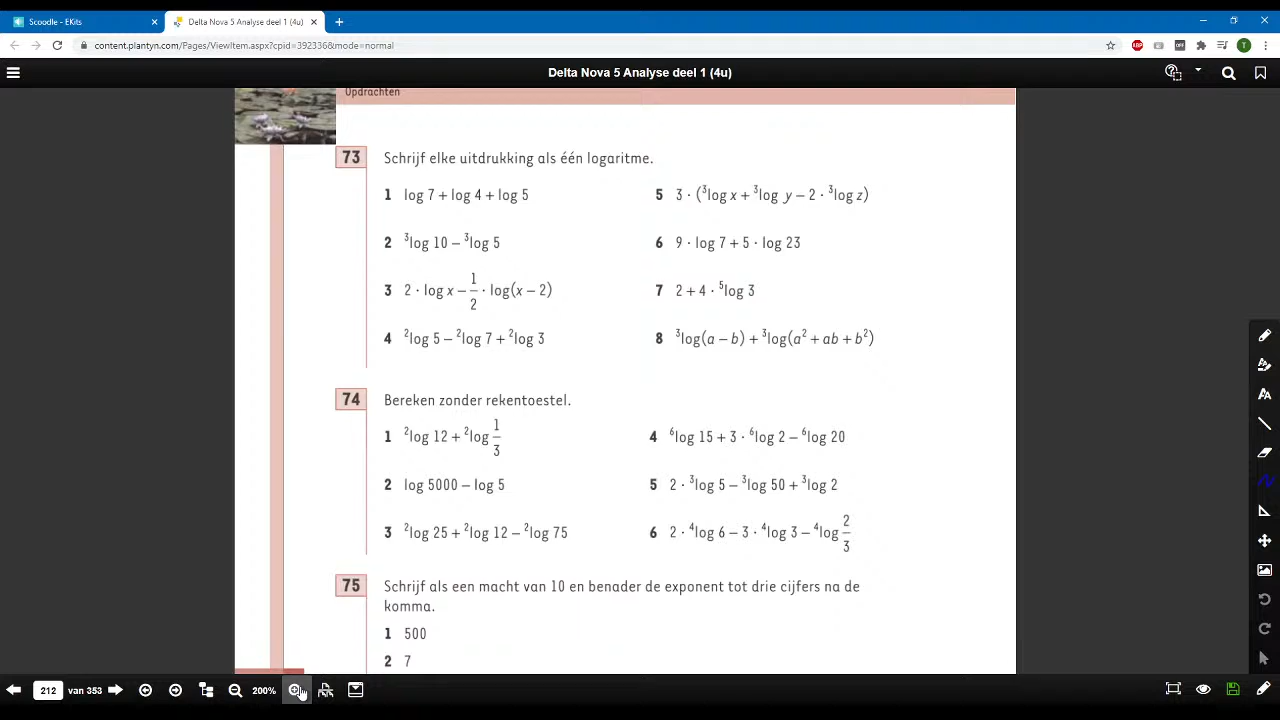 Scoodle - EKits
Delta Nova 5 Analyse deel 1 (4u)
content.plantyn.com/Pages/ViewItem.aspx?cpid=392336&mode=normal
ABP
OFF
T
Delta Nova 5 Analyse deel 1 (4u)
Opdrachten
73 Schrijf elke uitdrukking als één logaritme.
1 log 7 + log 4 + log 5
2 ³log 10 – ³log 5
3 2 · log x – 1/2 · log(x – 2)
4 ²log 5 – ²log 7 + ²log 3
5 3 · (³log x + ³log y – 2 · ³log z)
6 9 · log 7 + 5 · log 23
7 2 + 4 · ⁵log 3
8 ³log(a – b) + ³log(a² + ab + b²)
74 Bereken zonder rekentoestel.
1 ²log 12 + ²log 1/3
2 log 5000 – log 5
3 ²log 25 + ²log 12 – ²log 75
4 ⁶log 15 + 3 · ⁶log 2 – ⁶log 20
5 2 · ³log 5 – ³log 50 + ³log 2
6 2 · ⁴log 6 – 3 · ⁴log 3 – ⁴log 2/3
75 Schrijf als een macht van 10 en benader de exponent tot drie cijfers na de
komma.
1 500
2 7
212 van 353
200%